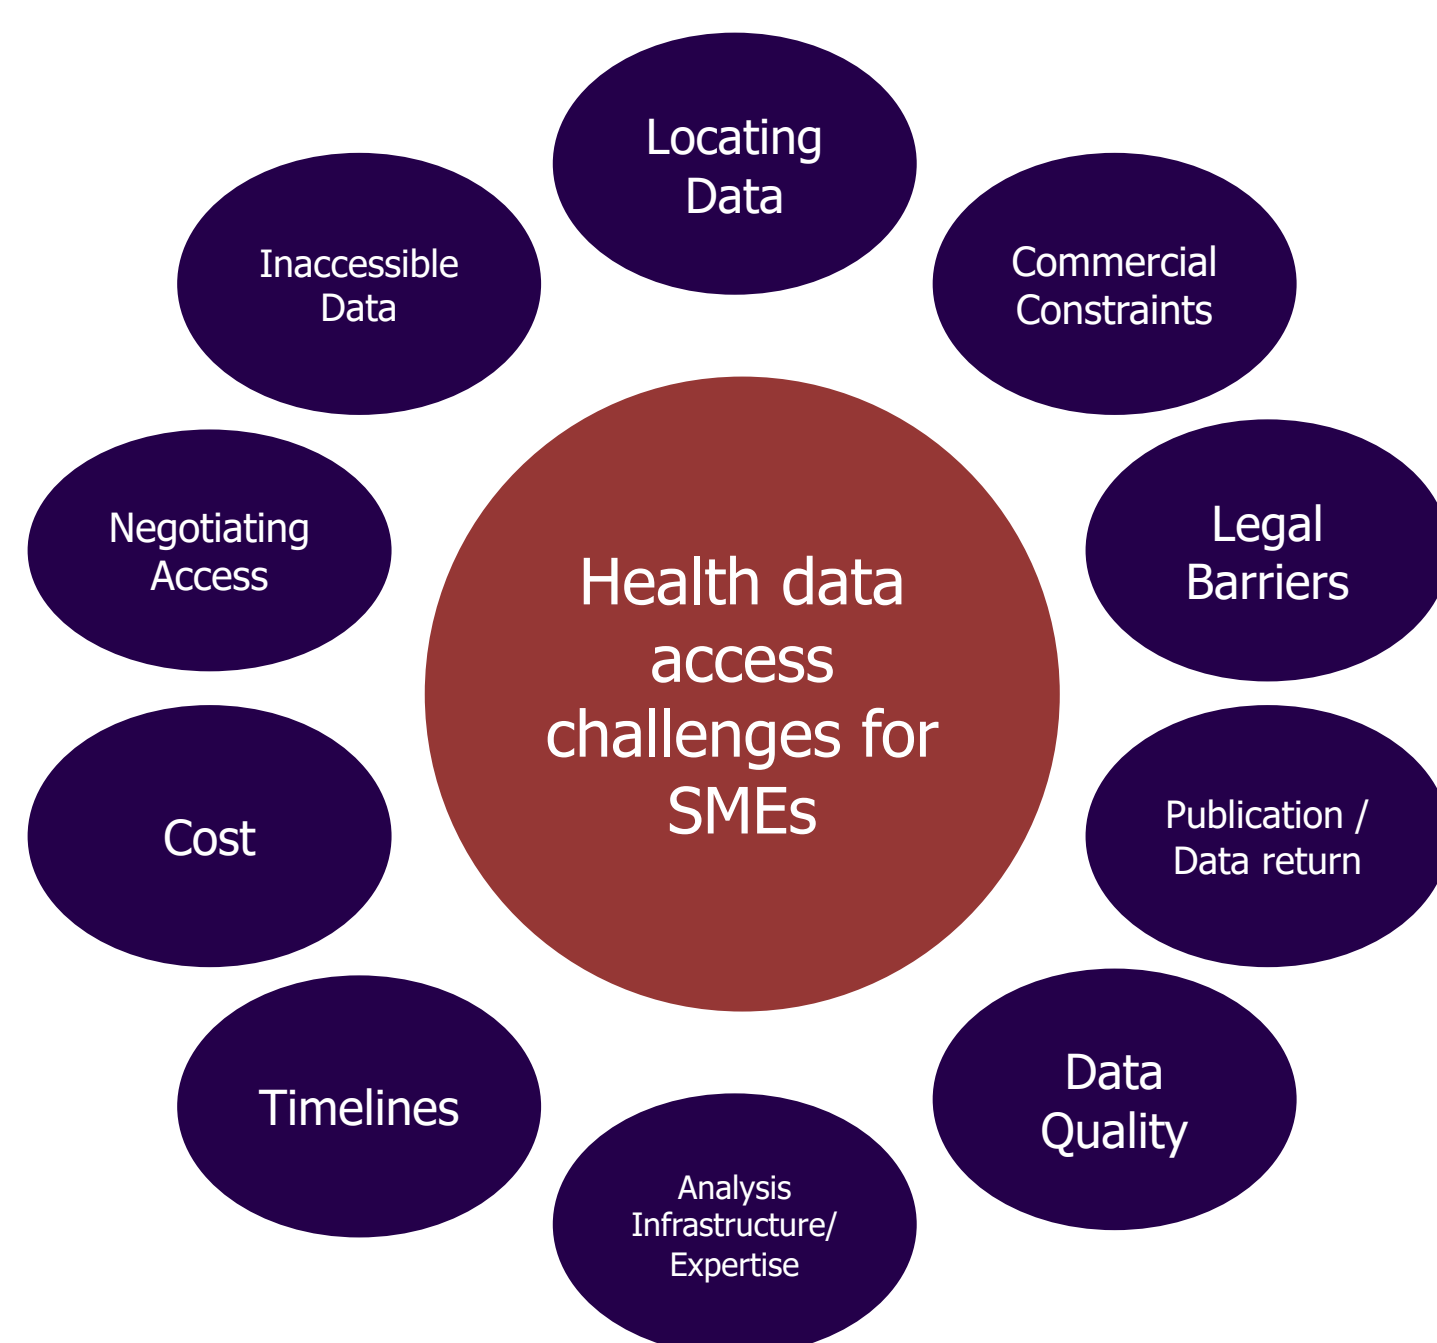 Locating
Data
Commercial
Constraints
Legal
Barriers
Publication /
Data return
Data
Quality
Analysis
Infrastructure/
Expertise
Timelines
Cost
Negotiating
Access
Inaccessible
Data
Health data
access
challenges for
SMEs